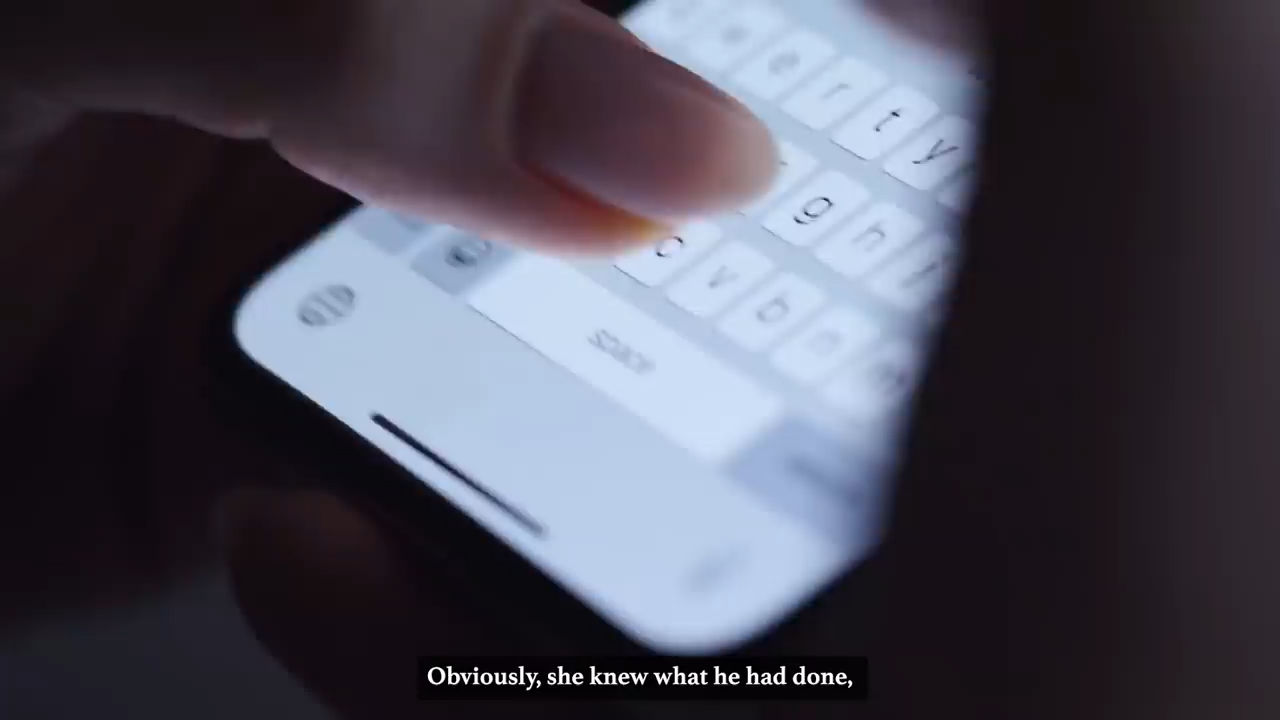 e r t y
g h
c v b n
space
Obviously, she knew what he had done,